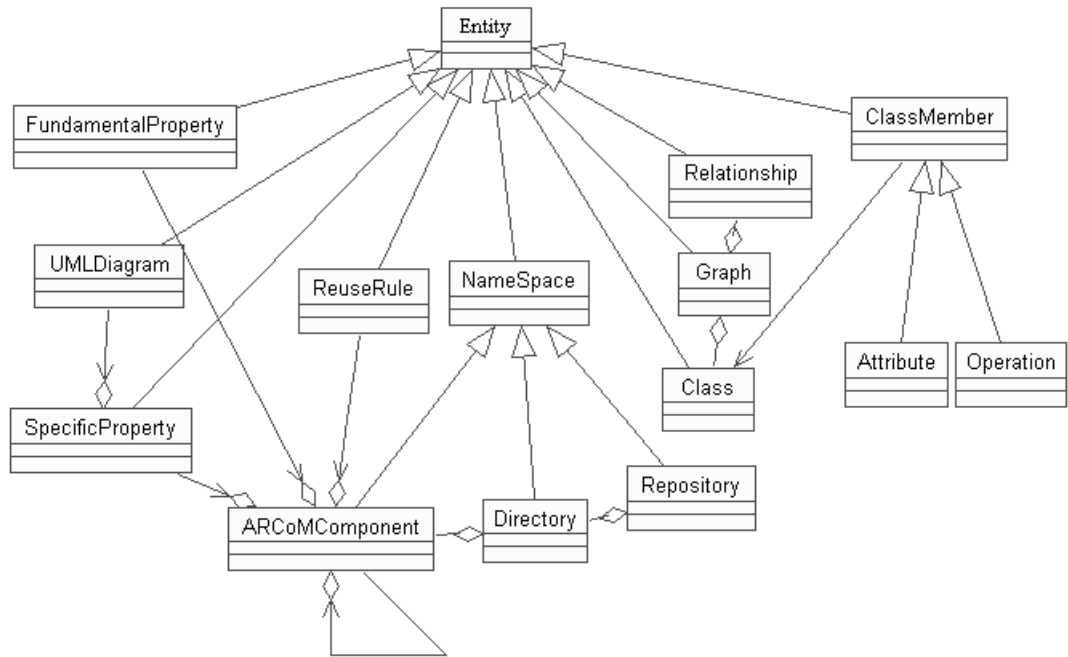 Entity
FundamentalProperty
ClassMember
Relationship
UMLDiagram
ReuseRule
NameSpace
Graph
Attribute
Operation
Class
SpecificProperty
Repository
ARCoMComponent
Directory